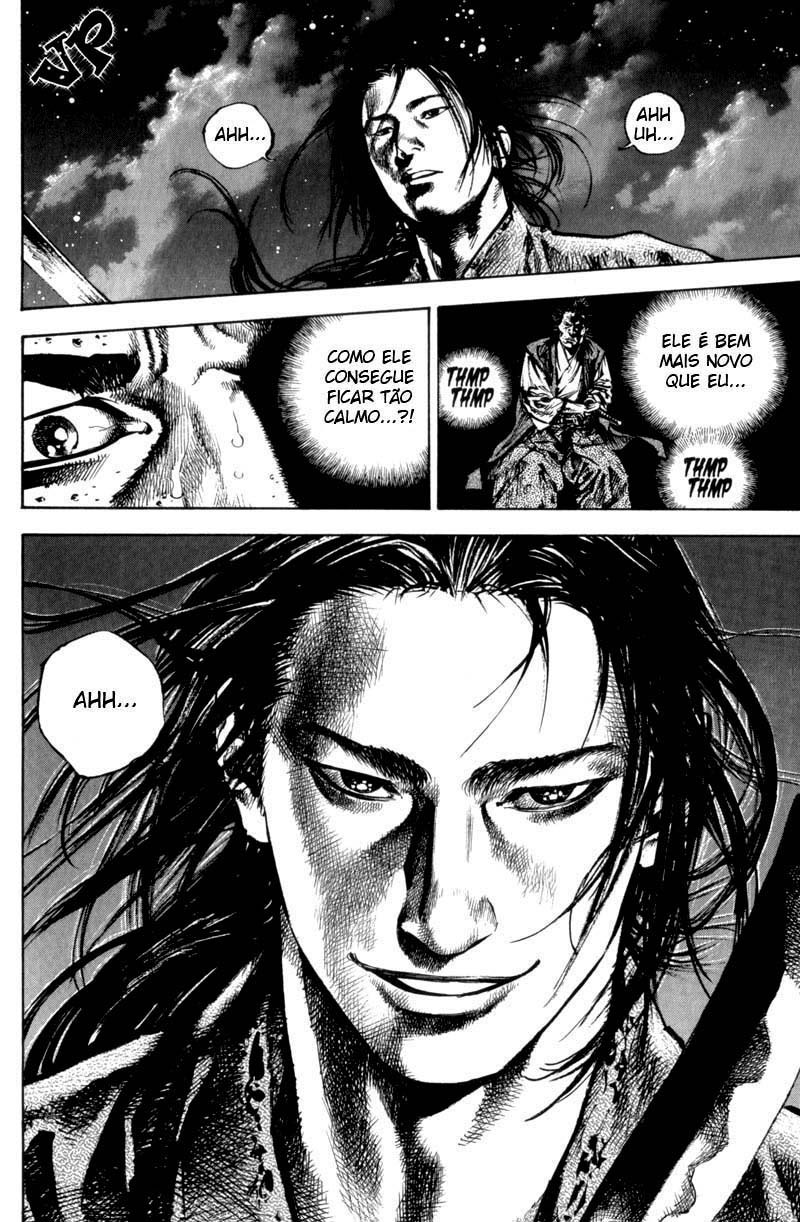 AHH
UH...
AHH...
ELE É BEM
MAIS NOVO
QUE EU...
THMP
THMP
THMP
THMP
COMO ELE
CONSEGUE
FICAR TÃO
CALMO...?!
AHH...